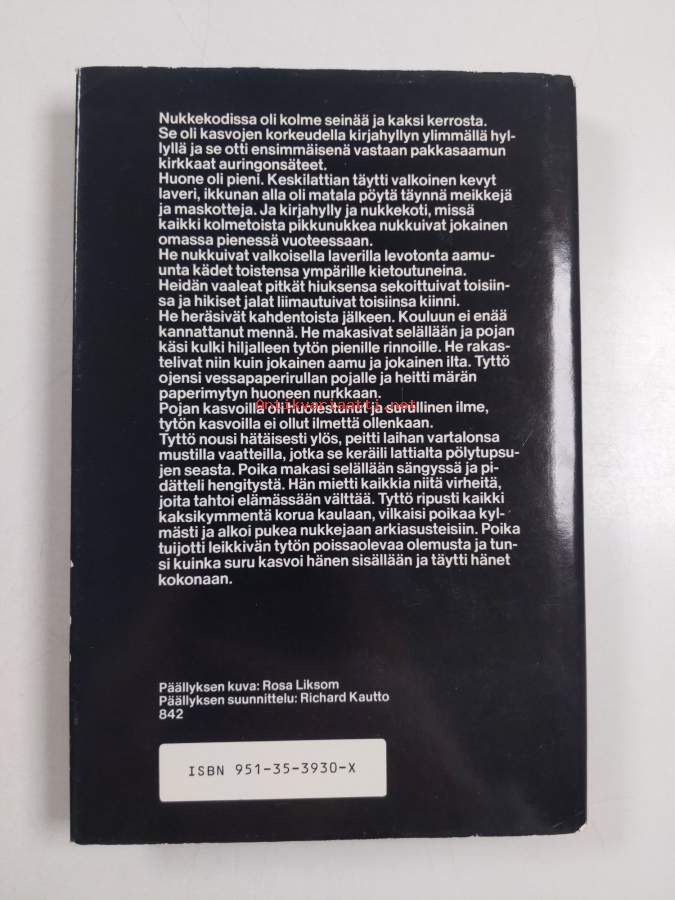 Nukkekodissa oli kolme seinää ja kaksi kerrosta.
Se oli kasvojen korkeudella kirjahyllyn ylimmällä hyl-
lyllä ja se otti ensimmäisenä vastaan pakkasaamun
kirkkaat auringonsäteet.
Huone oli pieni. Keskilattian täytti valkoinen kevyt
laveri, ikkunan alla oli matala pöytä täynnä meikkejä
ja maskotteja. Ja kirjahylly ja nukkekoti, missä
kaikki kolmetoista pikkunukkea nukkuivat jokainen
omassa pienessä vuoteessaan.
He nukkuivat valkoisella laverilla levotonta aamu-
unta kädet toistensa ympärille kietoutuneina.
Heidän vaaleat pitkät hiuksensa sekoittuivat toisiin-
sa ja hikiset jalat liimautuivat toisiinsa kiinni.
He heräsivät kahdentoista jälkeen. Kouluun ei enää
kannattanut mennä. He makasivat selällään ja pojan
käsi kulki hiljalleen tytön pienille rinnoille. He rakas-
telivat niin kuin jokainen aamu ja jokainen ilta. Tyttö
ojensi vessapaperirullan pojalle ja heitti märän
paperimytyn huoneen nurkkaan.
Antikvariaatti.net
Pojan kasvoilla oli huolestunut ja surullinen ilme,
tytön kasvoilla ei ollut ilmettä ollenkaan.
Tyttö nousi hätäisesti ylös, peitti laihan vartalonsa
mustilla vaatteilla, jotka se keräili lattialta pölytupsu-
jen seasta. Poika makasi selällään sängyssä ja pi-
dätteli hengitystä. Hän mietti kaikkia niitä virheitä,
joita tahtoi elämässään välttää. Tyttö ripusti kaikki
kaksikymmentä korua kaulaan, vilkaisi poikaa kyl-
mästi ja alkoi pukea nukkejaan arkiasusteisiin. Poika
tuijotti leikkivän tytön poissaolevaa olemusta ja tun-
si kuinka suru kasvoi hänen sisällään ja täytti hänet
kokonaan.
Päällyksen kuva: Rosa Liksom
Päällyksen suunnittelu: Richard Kautto
842
ISBN 951-35-3930-X